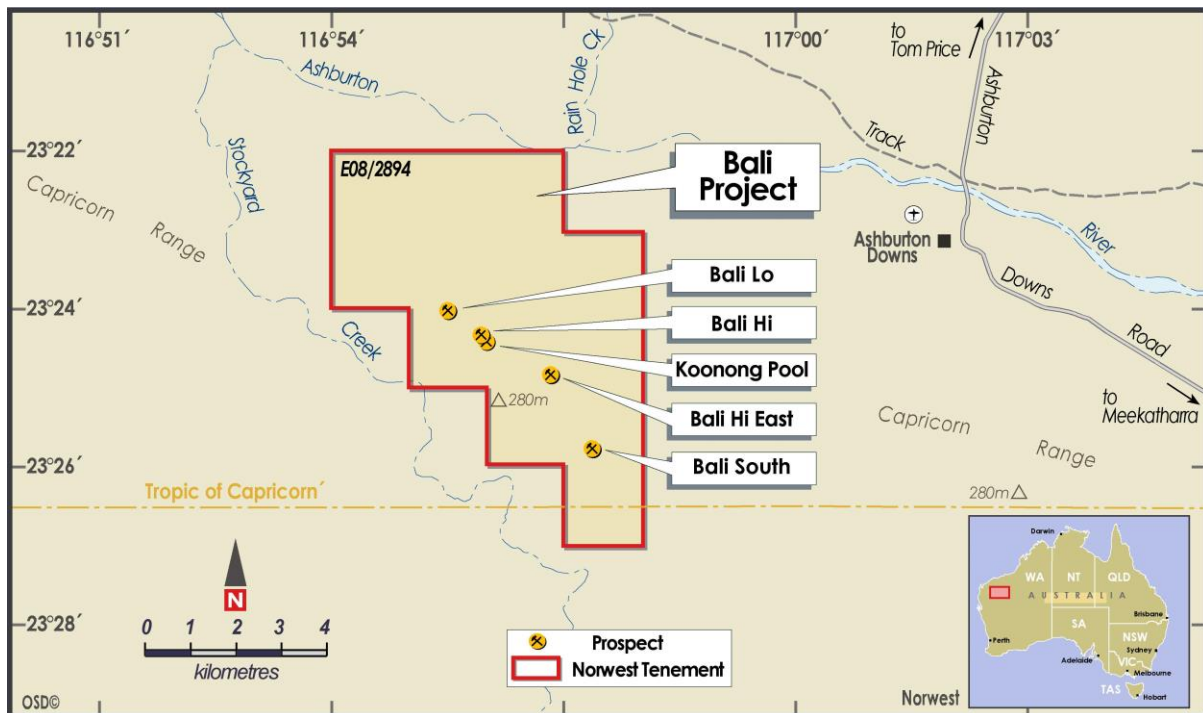 116°51´
116°54´
117°00´
117°03´
to
Tom Price
Ashburton
Rain Hole Ck
Ashburton
Track
Stockyard
23°22´
E08/2894
Bali
Project
Capricorn
Range
Ashburton
Downs
River
Bali Lo
Downs
23°24´
Bali Hi
Creek
Koonong Pool
Road
280m
to
Meekatharra
Bali Hi East
Capricorn
Range
Bali South
23°26´
Tropic of Capricorn´
280m
N
0 1 2 3 4
kilometres
23°28´
Prospect
Norwest Tenement
OSD©
Norwest
Darwin
WA
NT
QLD
AUSTRALIA
Brisbane
SA
Perth
NSW
Sydney
Adelaide
VIC
Melbourne
TAS
Hobart